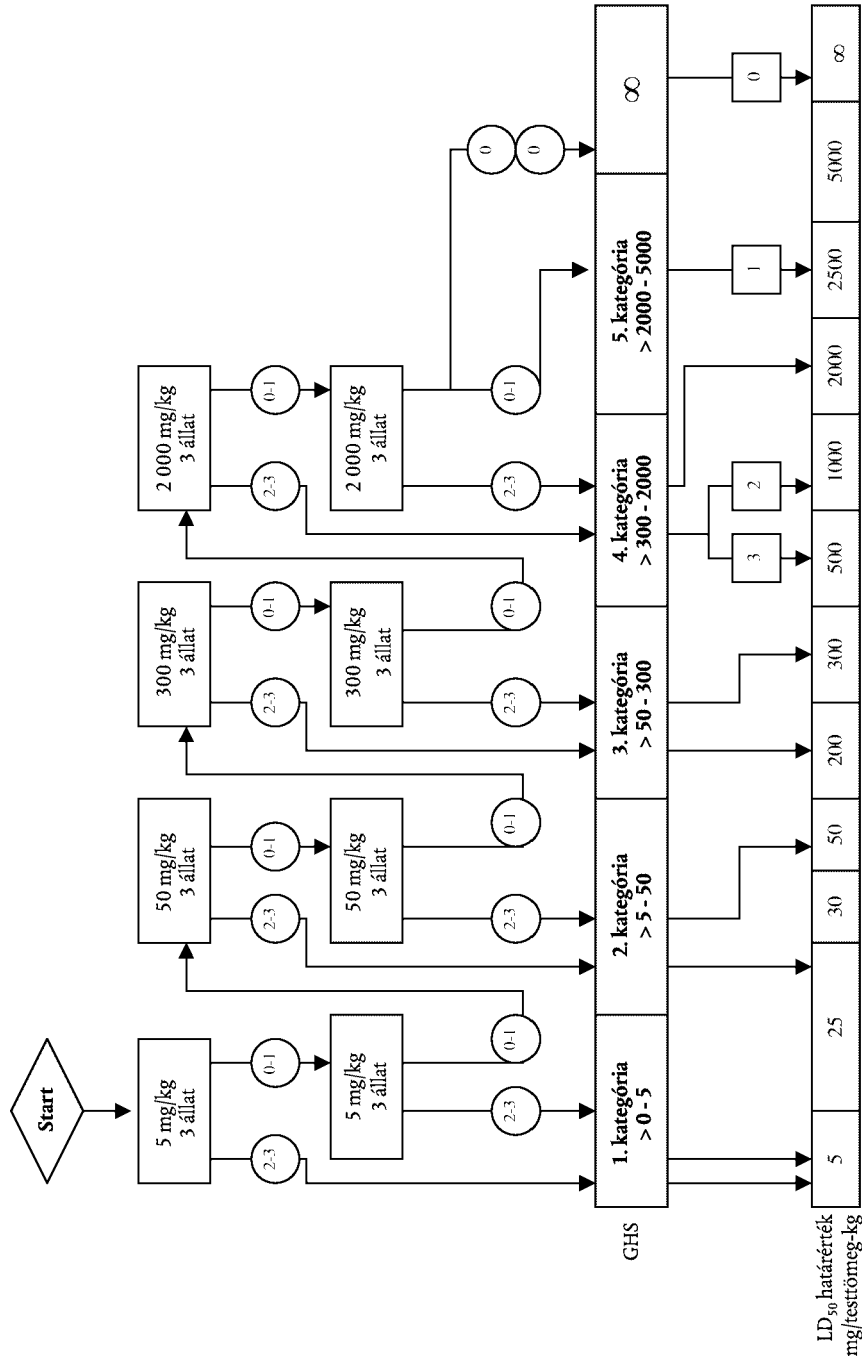 Start
5 mg/kg
3 állat
50 mg/kg
3 állat
300 mg/kg
3 állat
2 000 mg/kg
3 állat
2-3
0-1
2-3
0-1
2-3
0-1
2-3
0-1
5 mg/kg
3 állat
50 mg/kg
3 állat
300 mg/kg
3 állat
2 000 mg/kg
3 állat
2-3
0-1
2-3
0-1
2-3
0-1
2-3
0-1
0
0
GHS
1. kategória
> 0 - 5
2. kategória
> 5 - 50
3. kategória
> 50 - 300
4. kategória
> 300 - 2000
5. kategória
> 2000 - 5000
∞
3
2
1
0
LD₅₀ határérték
mg/testtömeg-kg
5
25
30
50
200
300
500
1000
2000
2500
5000
∞